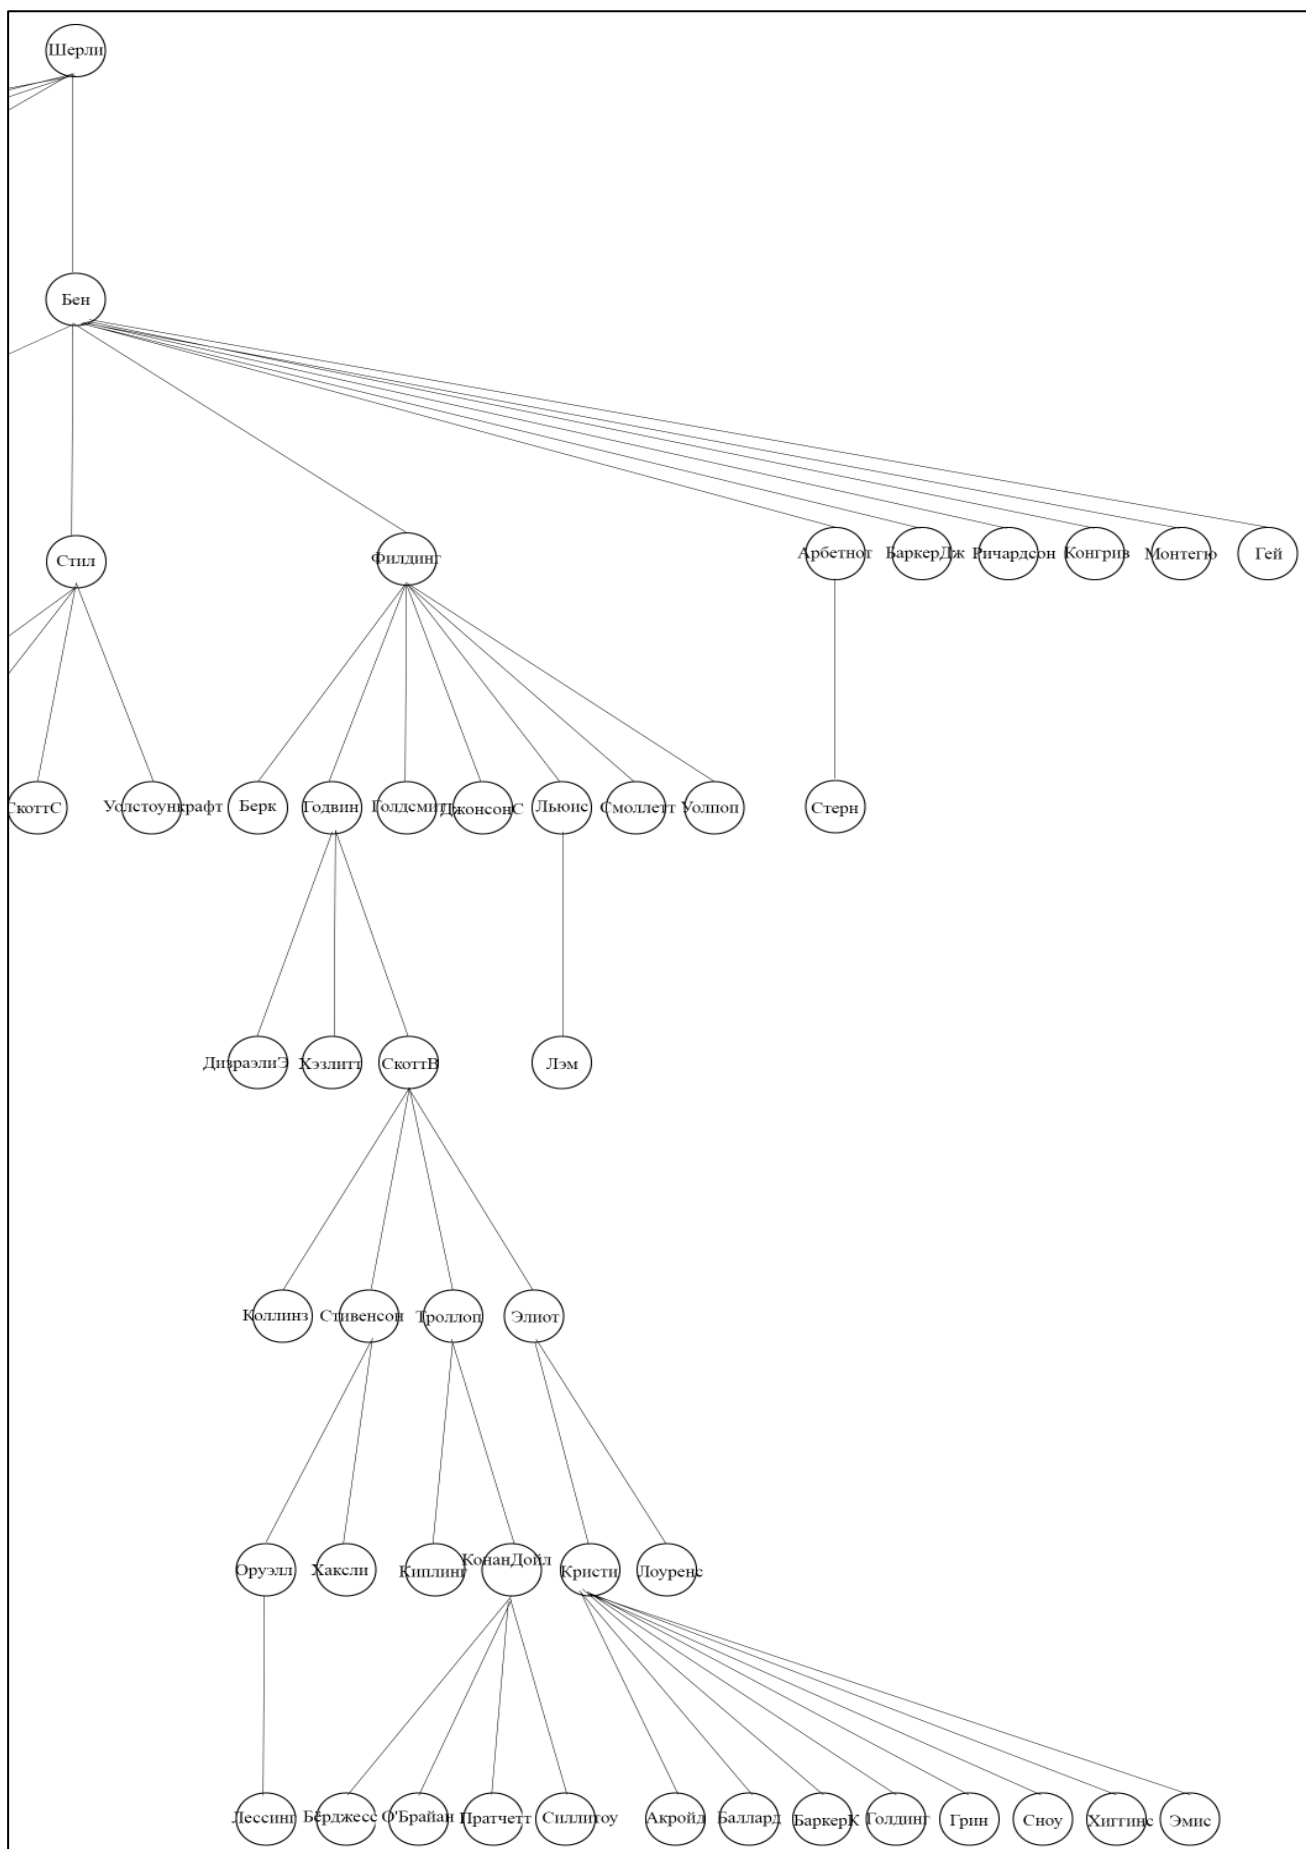 Шерли
Бен
Стил
Филдинг
Арбетнот
БаркерДж
Ричардсон
Конгрив
Монтегю
Гей
СкоттС
Уолстоункрафт
Берк
Годвин
Голдсмит
ДжонсонС
Льюис
Смоллетт
Уолпоп
Стерн
ДизраэлиЭ
Хэзлитт
СкоттВ
Лэм
Коллинз
Стивенсон
Троллоп
Элиот
Оруэлл
Хаксли
Киплинг
КонанДойл
Кристи
Лоуренс
Лессинг
Бёрджесс
О'Брайан
Пратчетт
Силлитоу
Акройд
Баллард
БаркерК
Голдинг
Грин
Сноу
Хиггинс
Эмис